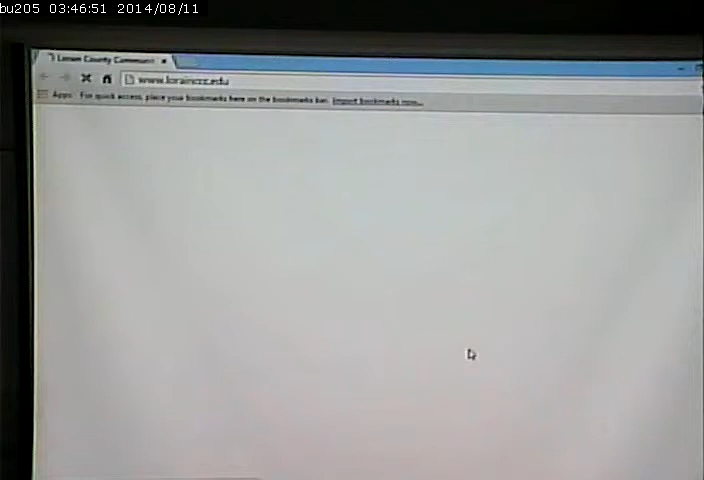 bu205 03:46:51 2014/08/11
Lorain County Communi
www.lorainccc.edu
Apps For quick access, place your bookmarks here on the bookmarks bar. Import bookmarks now...